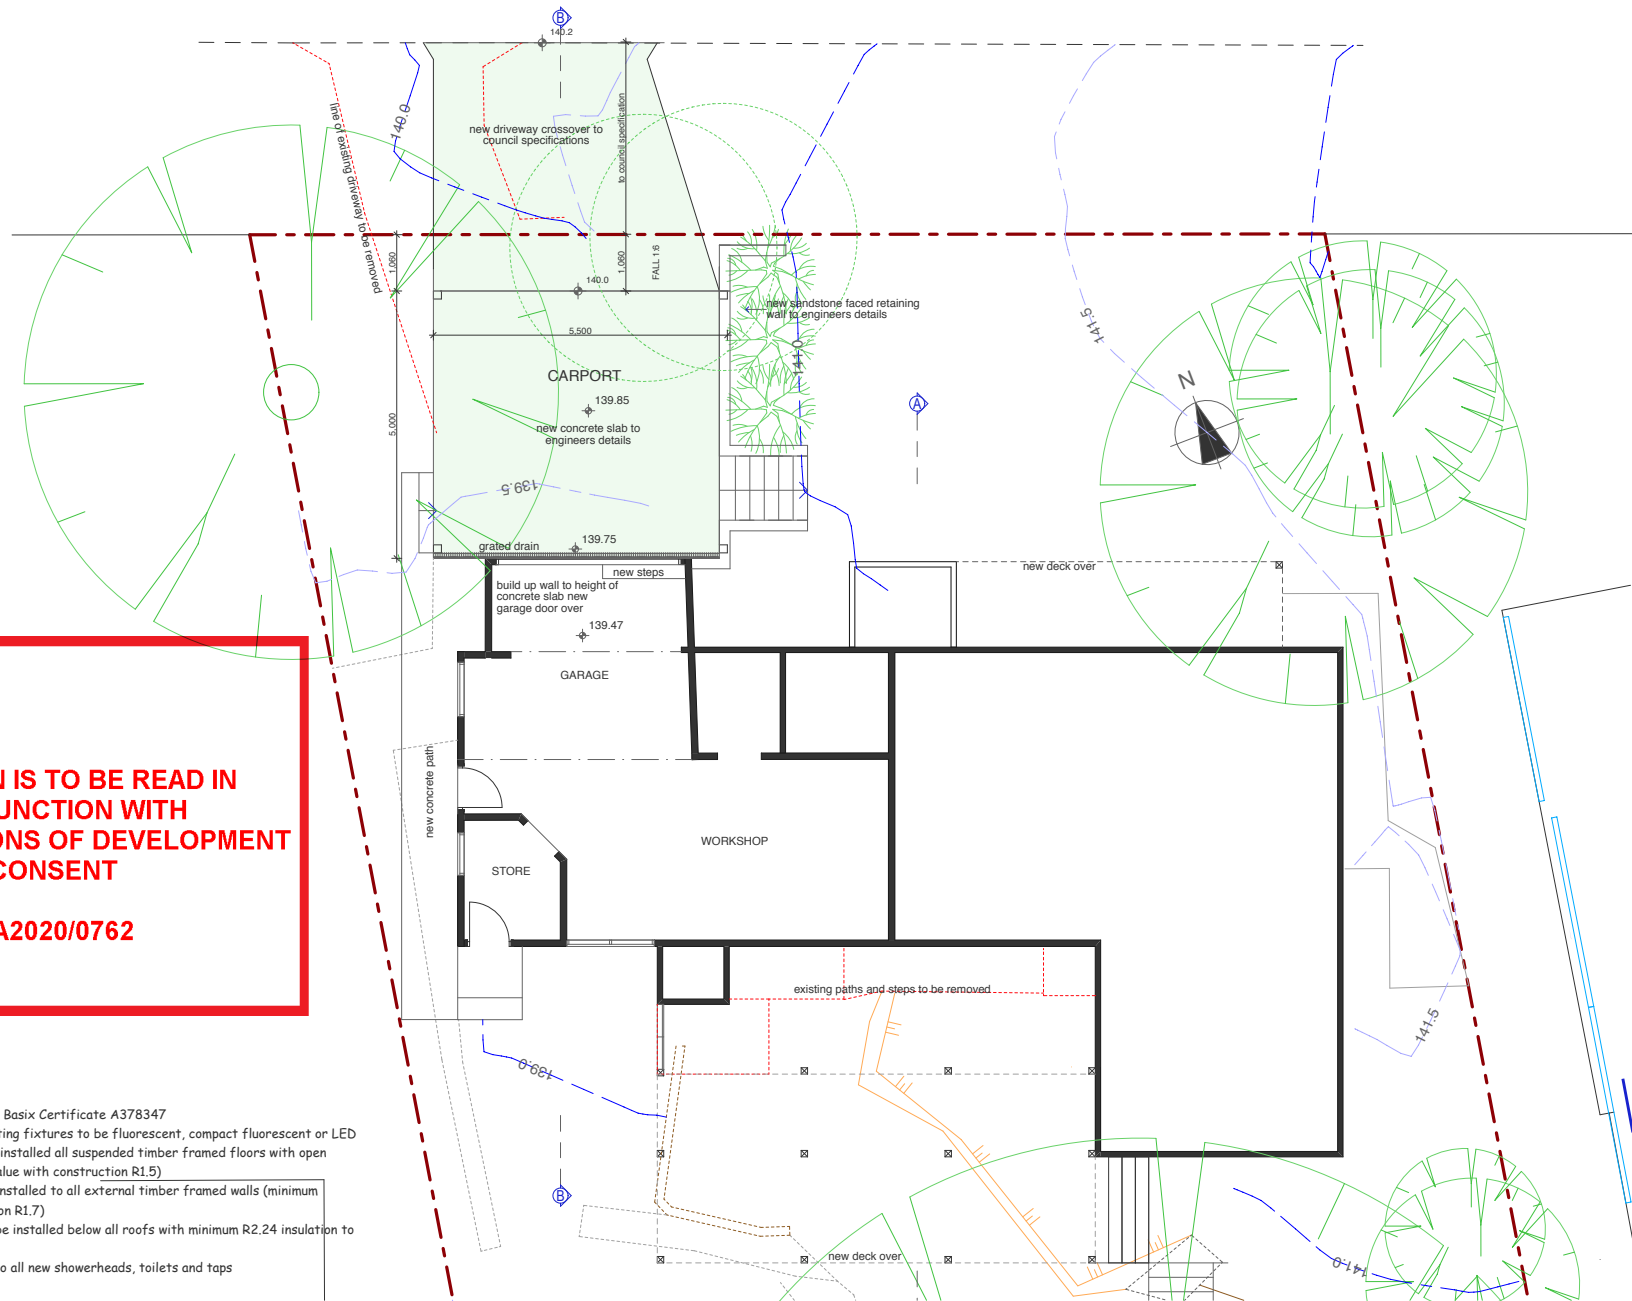 B
140.2
140.0
line of existing driveway to be removed
new driveway crossover to
council specifications
to council specification
1,060
1,060
FALL 1:6
140.0
new sandstone faced retaining
wall to engineers details
5,500
141.0
141.5
N
CARPORT
139.85
A
new concrete slab to
engineers details
5,000
139.5
grated drain
139.75
new steps
new deck over
build up wall to height of
concrete slab new
garage door over
139.47
GARAGE
new concrete path
N IS TO BE READ IN
UNCTION WITH
ONS OF DEVELOPMENT
CONSENT
A2020/0762
WORKSHOP
STORE
existing paths and steps to be removed
141.5
139.0
Basix Certificate A378347
ting fixtures to be fluorescent, compact fluorescent or LED
installed all suspended timber framed floors with open
alue with construction R1.5)
nstalled to all external timber framed walls (minimum
on R1.7)
be installed below all roofs with minimum R2.24 insulation to
o all new showerheads, toilets and taps
B
new deck over
141.0